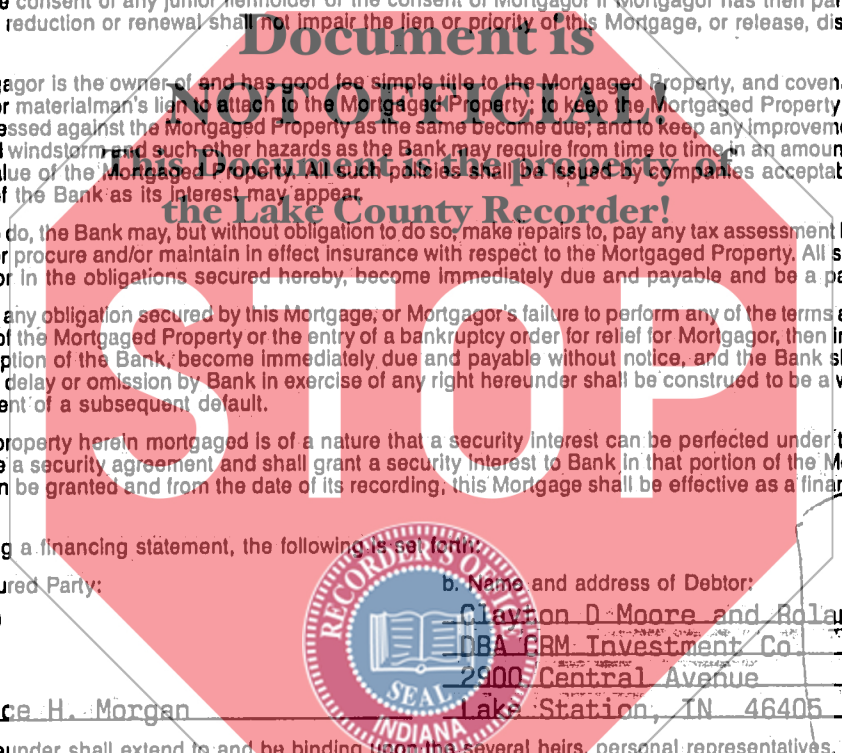 e consent of any junior lienholder or the consent of Mortgagor if Mortgagor has then par
reduction or renewal shall not impair the lien or priority of this Mortgage, or release, dis
Document is
agor is the owner of and has good fee simple title to the Mortgaged Property, and covena
NOT OFFICIAL!
r materialman's lien to attach to the Mortgaged Property; to keep the Mortgaged Property
essed against the Mortgaged Property as the same become due; and to keep any improveme
windstorm and such other hazards as the Bank may require from time to time in an amoun
This Document is the property of
alue of the Mortgaged Property. All such policies shall be issued by companies acceptab
f the Bank as its interest may appear.
the Lake County Recorder!
do, the Bank may, but without obligation to do so, make repairs to, pay any tax assessment
r procure and/or maintain in effect insurance with respect to the Mortgaged Property. All s
or in the obligations secured hereby, become immediately due and payable and be a pa
STOP
any obligation secured by this Mortgage, or Mortgagor's failure to perform any of the terms a
of the Mortgaged Property or the entry of a bankruptcy order for relief for Mortgagor, then in
ption of the Bank, become immediately due and payable without notice, and the Bank sh
delay or omission by Bank in exercise of any right hereunder shall be construed to be a w
ent of a subsequent default.
property herein mortgaged is of a nature that a security interest can be perfected under t
e a security agreement and shall grant a security interest to Bank in that portion of the Mo
n be granted and from the date of its recording, this Mortgage shall be effective as a finan
g a financing statement, the following is set forth:
ured Party:
b. Name and address of Debtor:
Clayton D Moore and Rola
DBA CRM Investment Co.
2900 Central Avenue
ce H. Morgan
Lake Station, IN 46405
RECORDER'S OFFICE
SEAL
INDIANA
under shall extend to and be binding upon the several heirs, personal representatives,